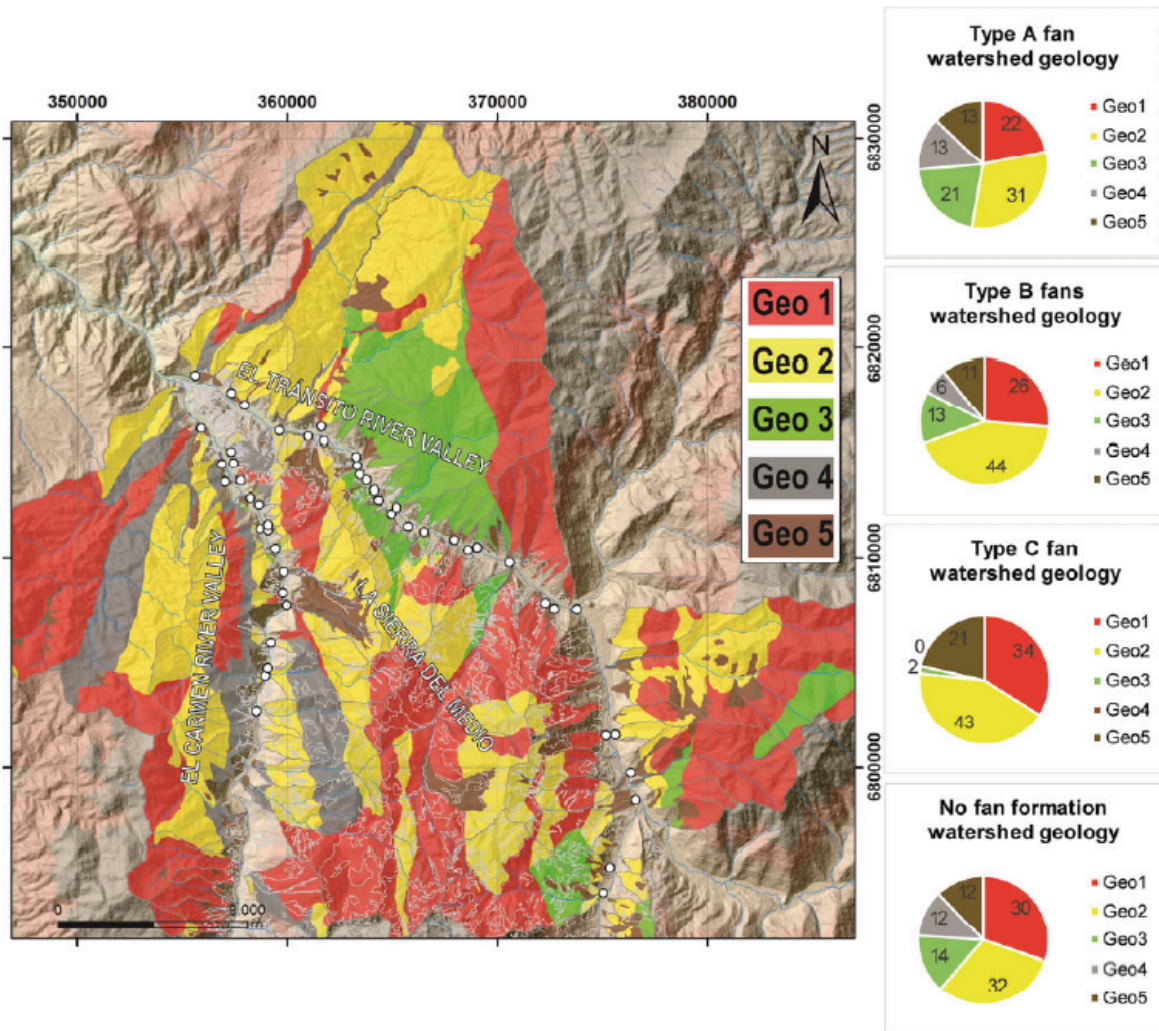 350000
360000
370000
380000
6830000
6820000
6810000
6800000
N
EL TRÁNSITO RIVER VALLEY
EL CARMEN RIVER VALLEY
LA SIERRA DEL MEDIO
Geo 1
Geo 2
Geo 3
Geo 4
Geo 5
0
Type A fan
watershed geology
22
31
21
13
13
Geo1
Geo2
Geo3
Geo4
Geo5
Type B fans
watershed geology
26
44
13
6
11
Geo1
Geo2
Geo3
Geo4
Geo5
Type C fan
watershed geology
34
43
2
0
21
Geo1
Geo2
Geo3
Geo4
Geo5
No fan formation
watershed geology
30
32
14
12
12
Geo1
Geo2
Geo3
Geo4
Geo5